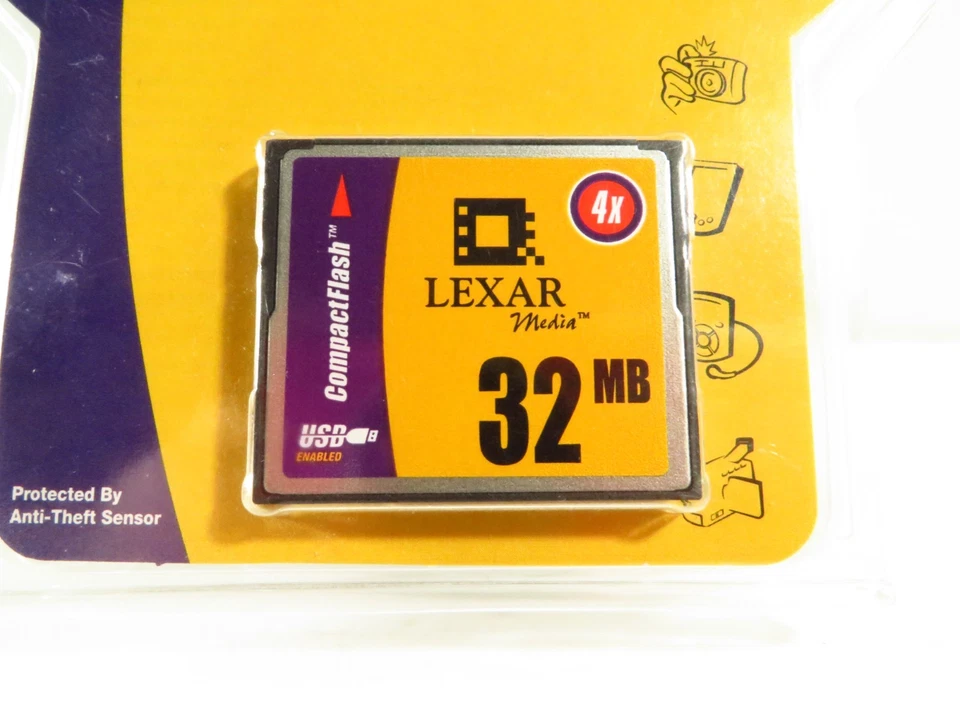 4x
LEXAR
Media™
CompactFlash™
32 MB
USB
ENABLED
Protected By
Anti-Theft Sensor